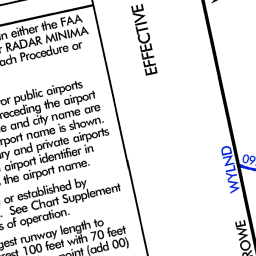 n either the FAA
r RADAR MINIMA
ach Procedure or
or public airports
receding the airport
e and city name are
rport name is shown.
ary and private airports
airport identifier in
, the airport name.
or established by
. See Chart Supplement
s of operation.
gest runway length to
rest 100 feet with 70 feet
point (add 00)
EFFECTIVE
WYLND
09
ROWE